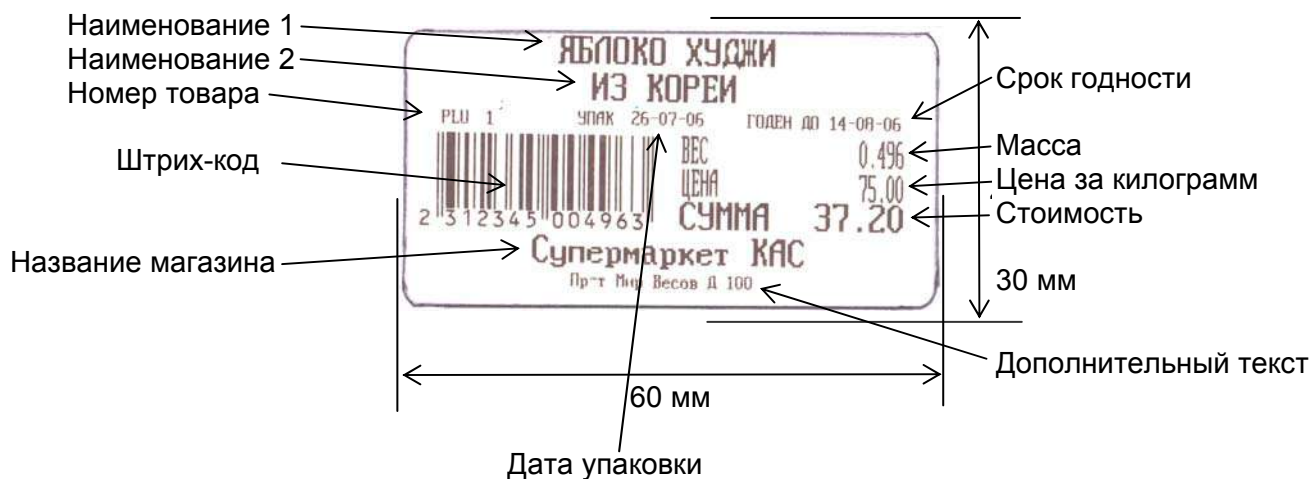 Наименование 1
Наименование 2
Номер товара
Штрих-код
Название магазина
ЯБЛОКО ХУДЖИ
ИЗ КОРЕИ
PLU 1 УПАК 26-07-06 ГОДЕН ДО 14-08-06
ВЕС 0.496
ЦЕНА 75.00
СУММА 37.20
2 312345 004963
Супермаркет КАС
Пр-т Мир Весов Д 100
Срок годности
Масса
Цена за килограмм
Стоимость
30 мм
Дополнительный текст
60 мм
Дата упаковки